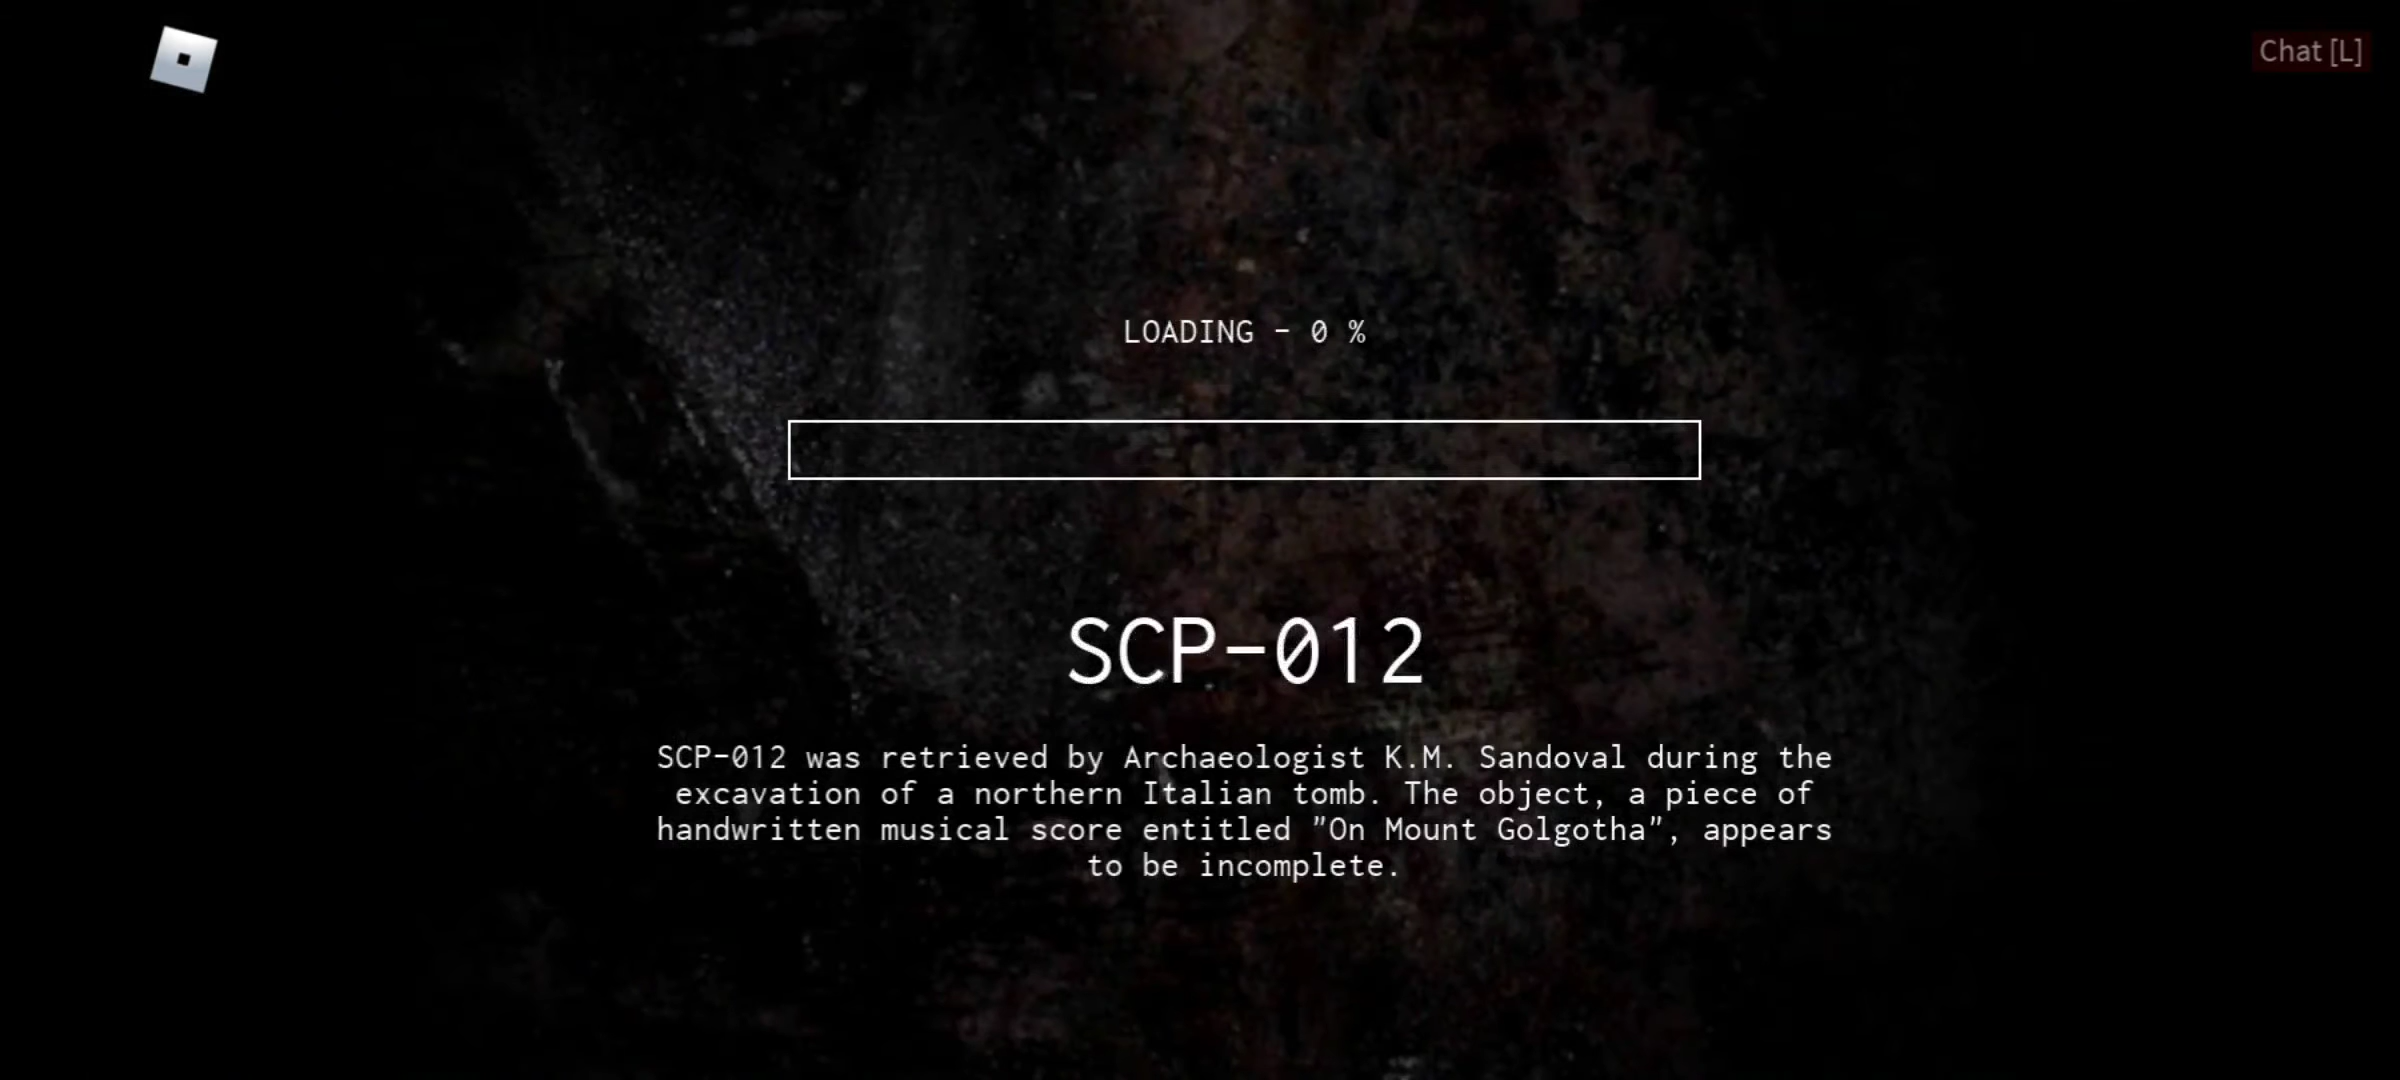 Chat [L]
LOADING - 0 %
SCP-012
SCP-012 was retrieved by Archaeologist K.M. Sandoval during the
excavation of a northern Italian tomb. The object, a piece of
handwritten musical score entitled "On Mount Golgotha", appears
to be incomplete.